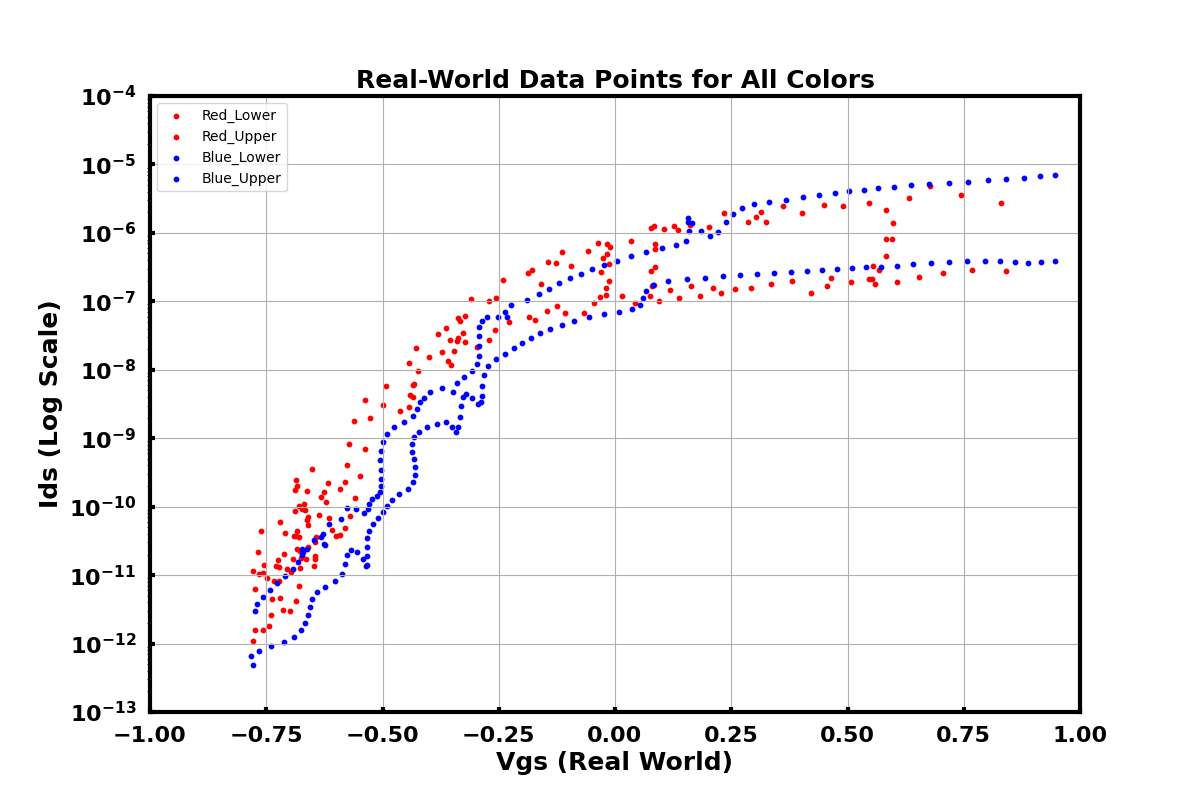 Real-World Data Points for All Colors
Red_Lower
Red_Upper
Blue_Lower
Blue_Upper
10⁻⁴
10⁻⁵
10⁻⁶
10⁻⁷
10⁻⁸
10⁻⁹
10⁻¹⁰
10⁻¹¹
10⁻¹²
10⁻¹³
Ids (Log Scale)
−1.00 −0.75 −0.50 −0.25 0.00 0.25 0.50 0.75 1.00
Vgs (Real World)